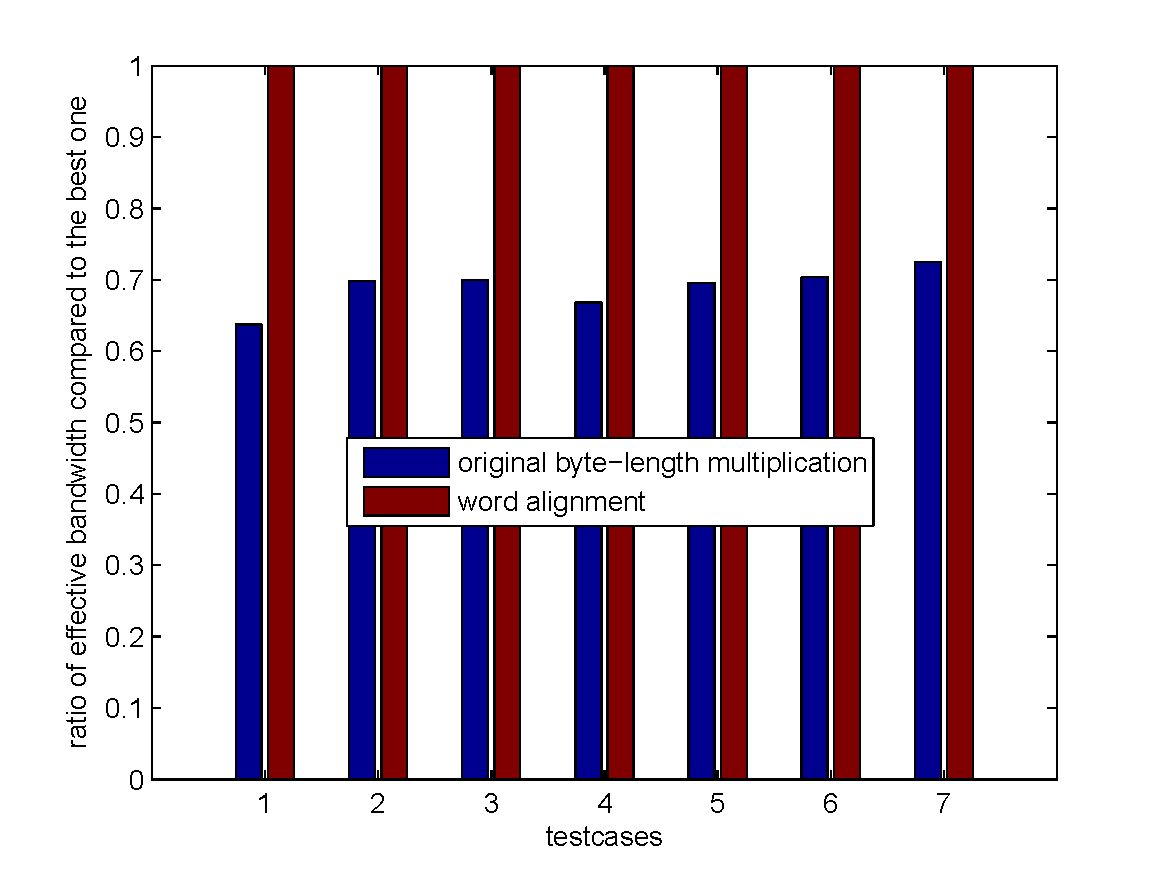 ratio of effective bandwidth compared to the best one
1
0.9
0.8
0.7
0.6
0.5
0.4
0.3
0.2
0.1
0
original byte-length multiplication
word alignment
1 2 3 4 5 6 7
testcases